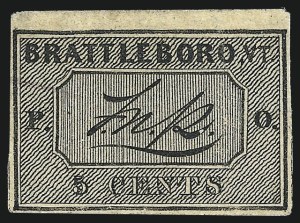 BRATTLEBORO, VT.
P. F.N.P. O.
5 CENTS